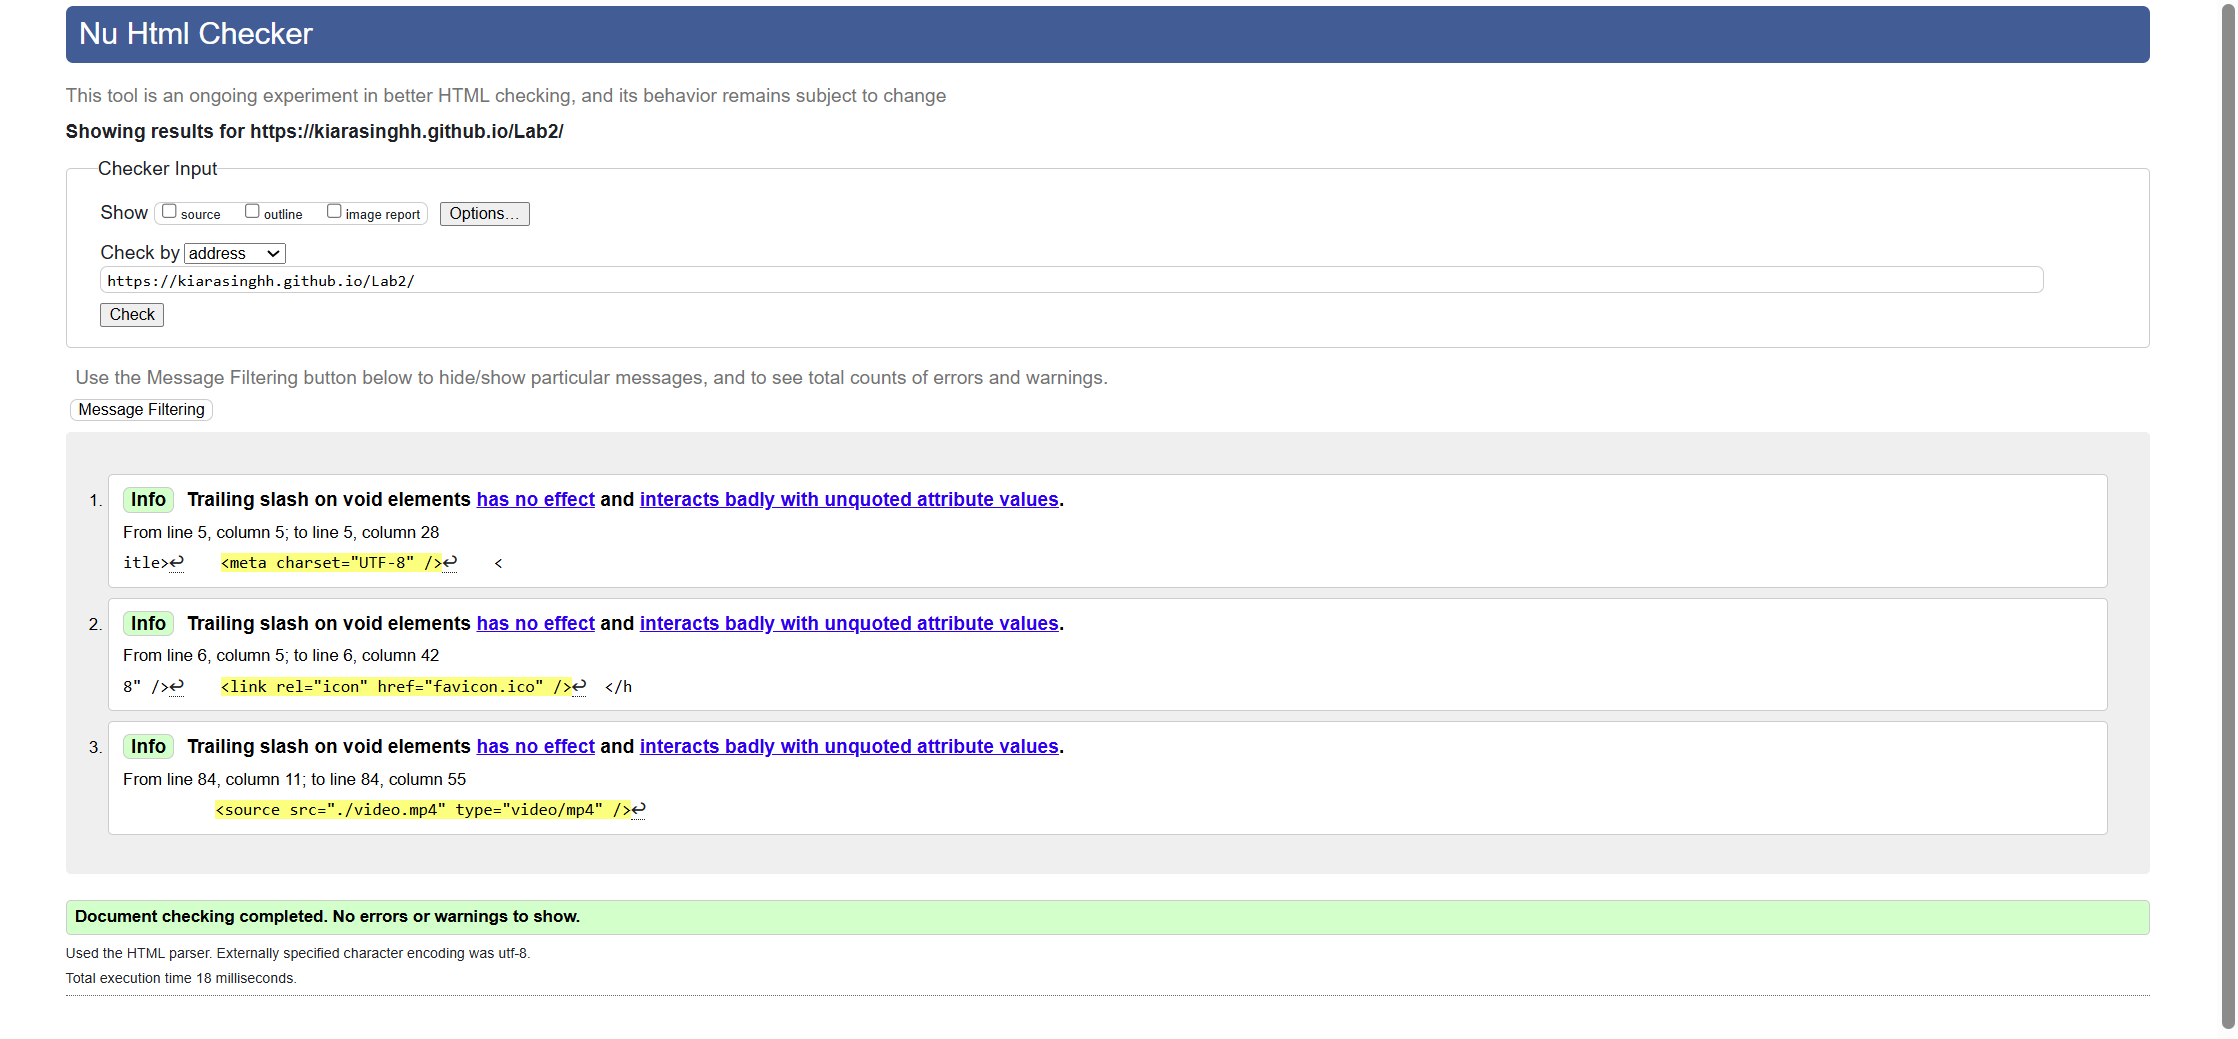 Nu Html Checker
This tool is an ongoing experiment in better HTML checking, and its behavior remains subject to change
Showing results for https://kiarasinghh.github.io/Lab2/
Checker Input
Show source outline image report Options...
Check by address
https://kiarasinghh.github.io/Lab2/
Check
Use the Message Filtering button below to hide/show particular messages, and to see total counts of errors and warnings.
Message Filtering
1. Info Trailing slash on void elements has no effect and interacts badly with unquoted attribute values.
From line 5, column 5; to line 5, column 28
itle>↩ <meta charset="UTF-8" />↩ <
2. Info Trailing slash on void elements has no effect and interacts badly with unquoted attribute values.
From line 6, column 5; to line 6, column 42
8" />↩ <link rel="icon" href="favicon.ico" />↩ </h
3. Info Trailing slash on void elements has no effect and interacts badly with unquoted attribute values.
From line 84, column 11; to line 84, column 55
<source src="./video.mp4" type="video/mp4" />↩
Document checking completed. No errors or warnings to show.
Used the HTML parser. Externally specified character encoding was utf-8.
Total execution time 18 milliseconds.